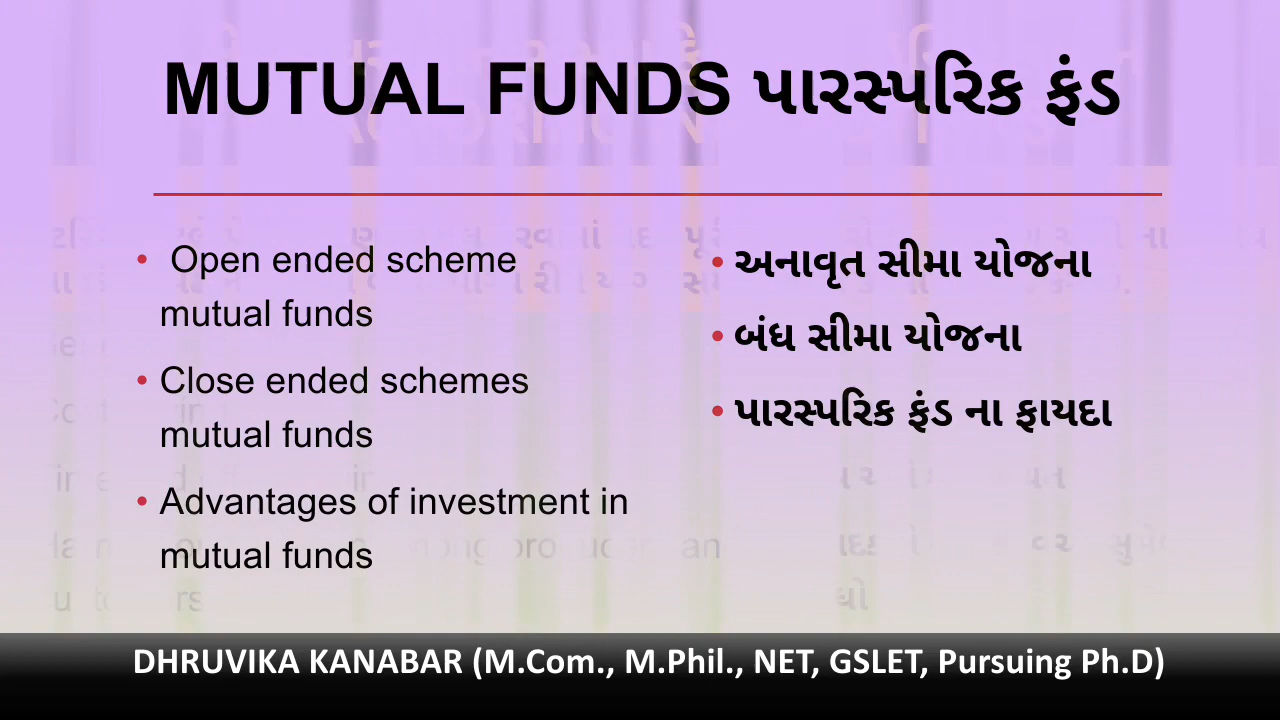 MUTUAL FUNDS પારસ્પરિક ફંડ
• Open ended scheme
mutual funds
• Close ended schemes
mutual funds
• Advantages of investment in
mutual funds
• અનાવૃત સીમા યોજના
• બંધ સીમા યોજના
• પારસ્પરિક ફંડ ના ફાયદા
DHRUVIKA KANABAR (M.Com., M.Phil., NET, GSLET, Pursuing Ph.D)